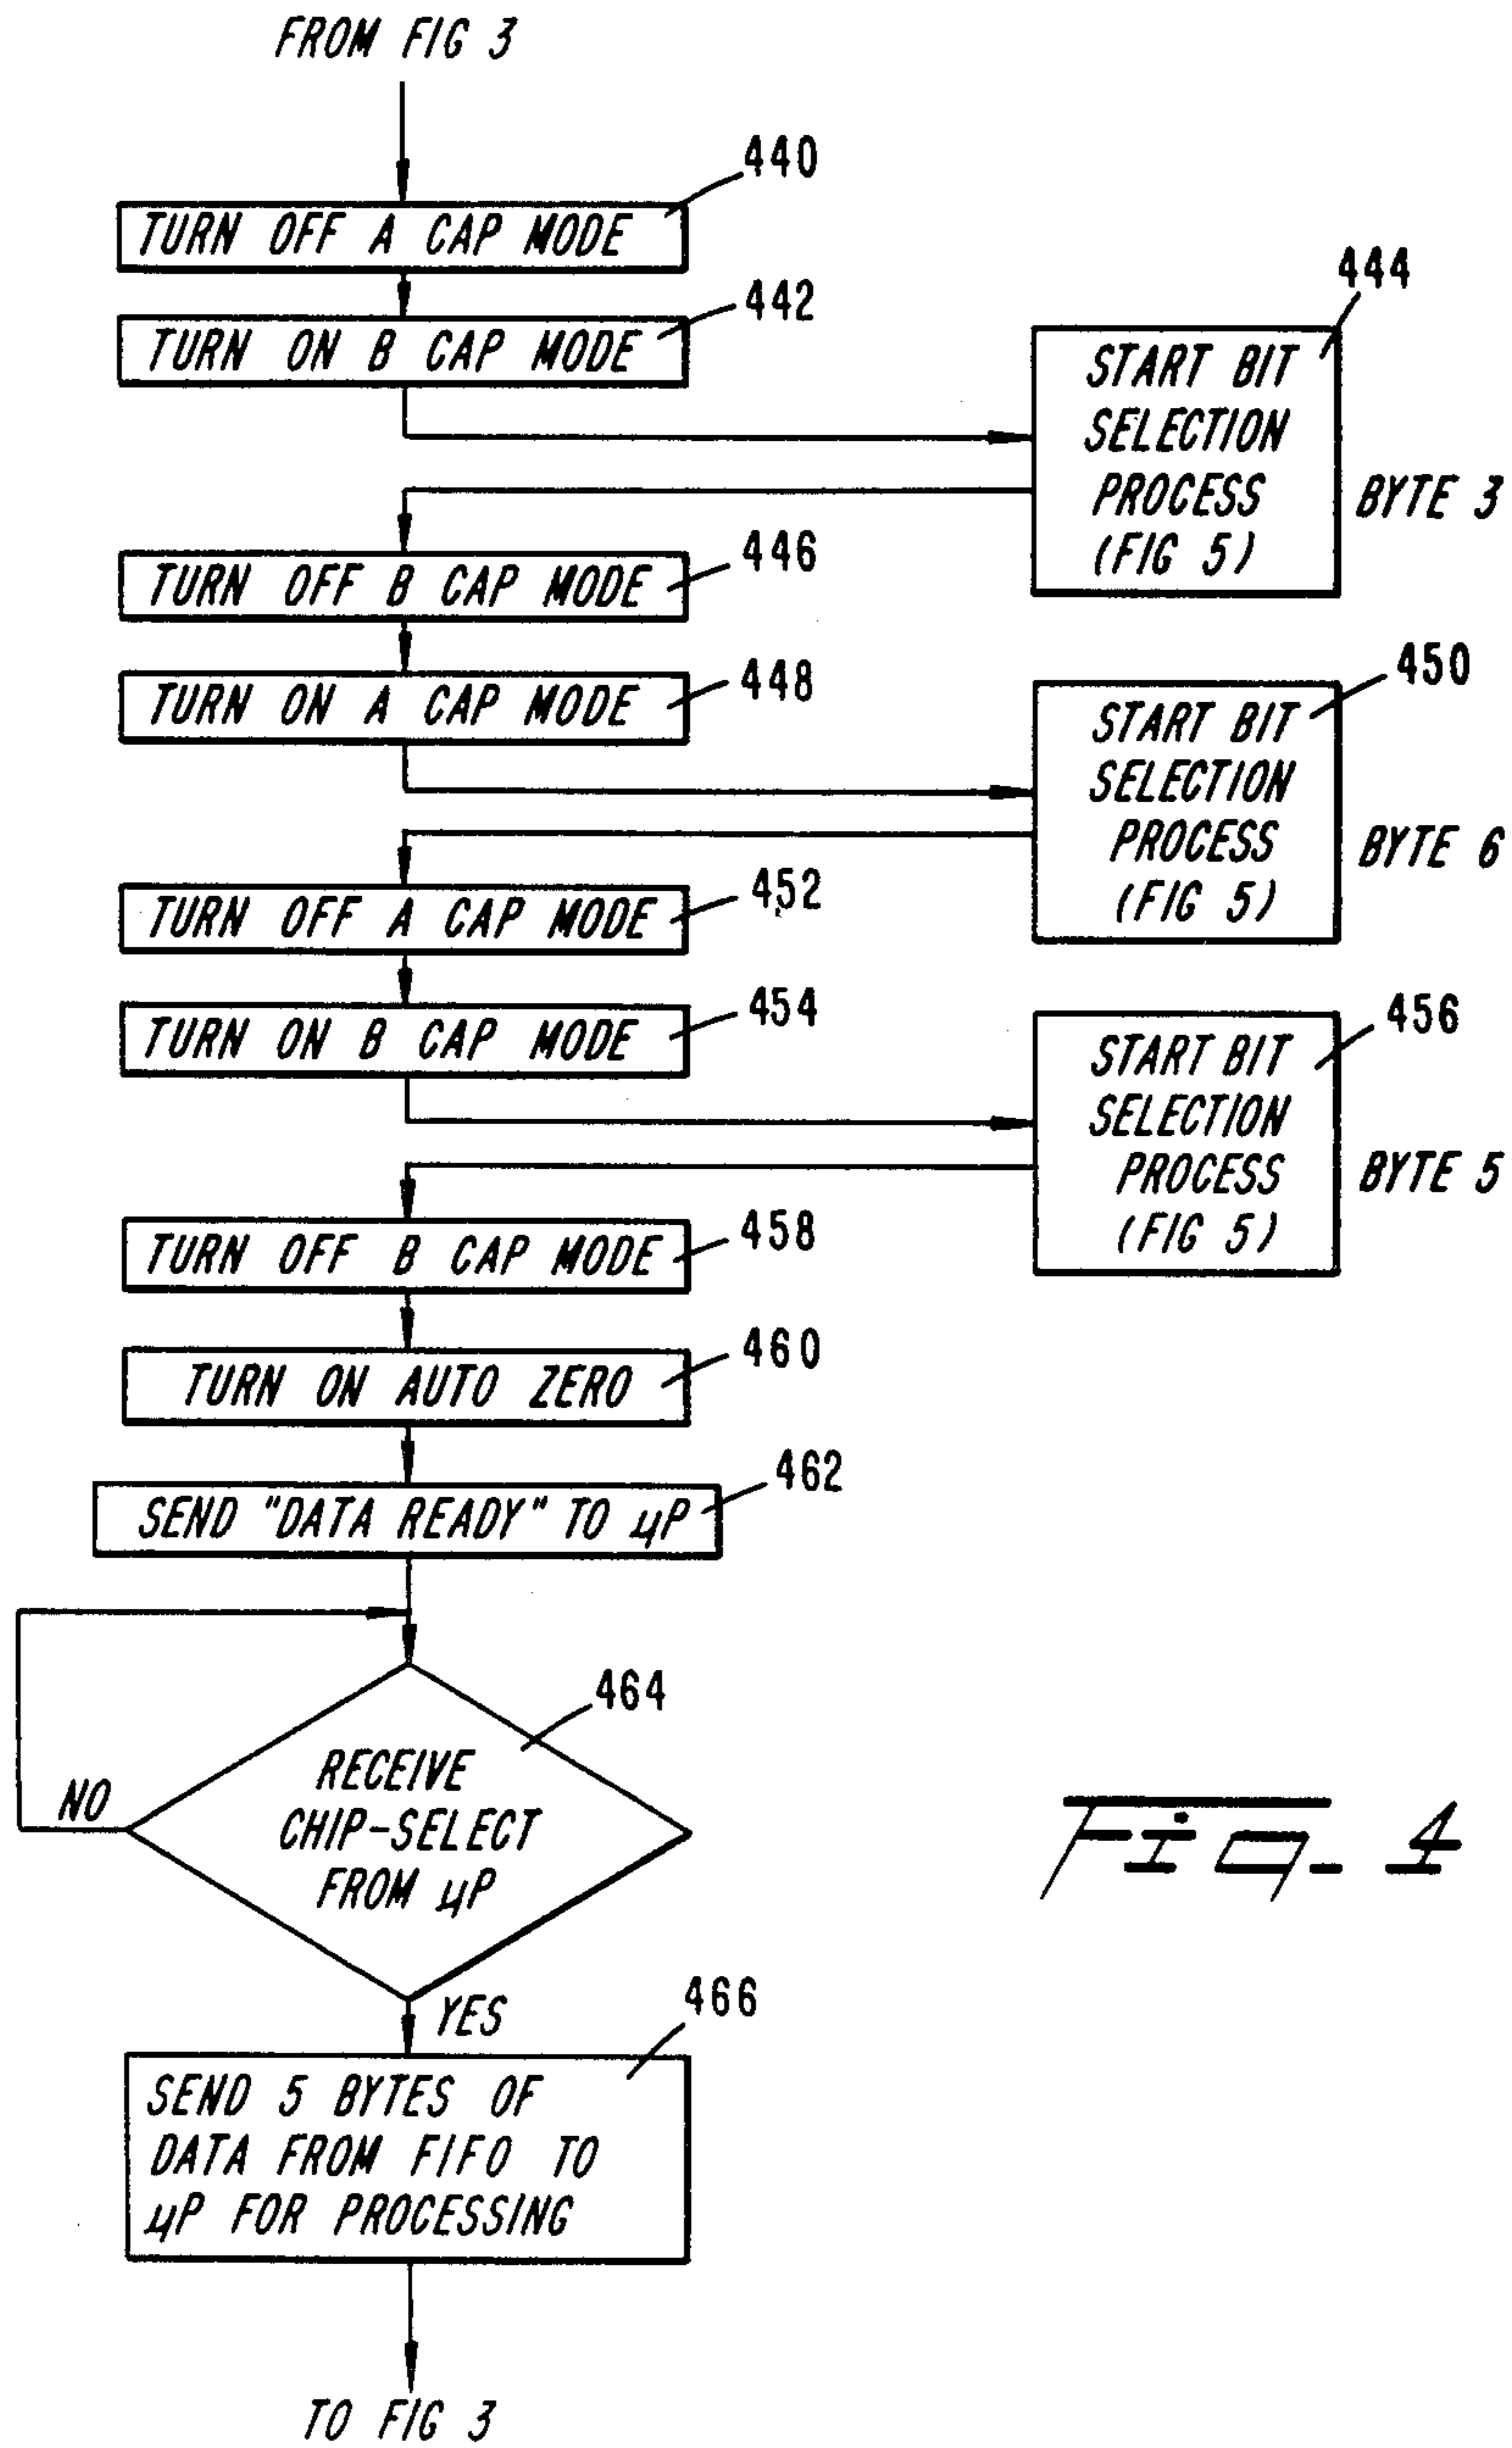 FROM FIG 3
440
TURN OFF A CAP MODE
442
TURN ON B CAP MODE
444
START BIT
SELECTION
PROCESS
(FIG 5)
BYTE 3
446
TURN OFF B CAP MODE
448
TURN ON A CAP MODE
450
START BIT
SELECTION
PROCESS
(FIG 5)
BYTE 6
452
TURN OFF A CAP MODE
454
TURN ON B CAP MODE
456
START BIT
SELECTION
PROCESS
(FIG 5)
BYTE 5
458
TURN OFF B CAP MODE
460
TURN ON AUTO ZERO
462
SEND "DATA READY" TO μP
464
RECEIVE
CHIP-SELECT
FROM μP
NO
YES
466
SEND 5 BYTES OF
DATA FROM FIFO TO
μP FOR PROCESSING
TO FIG 3
Fig. 4